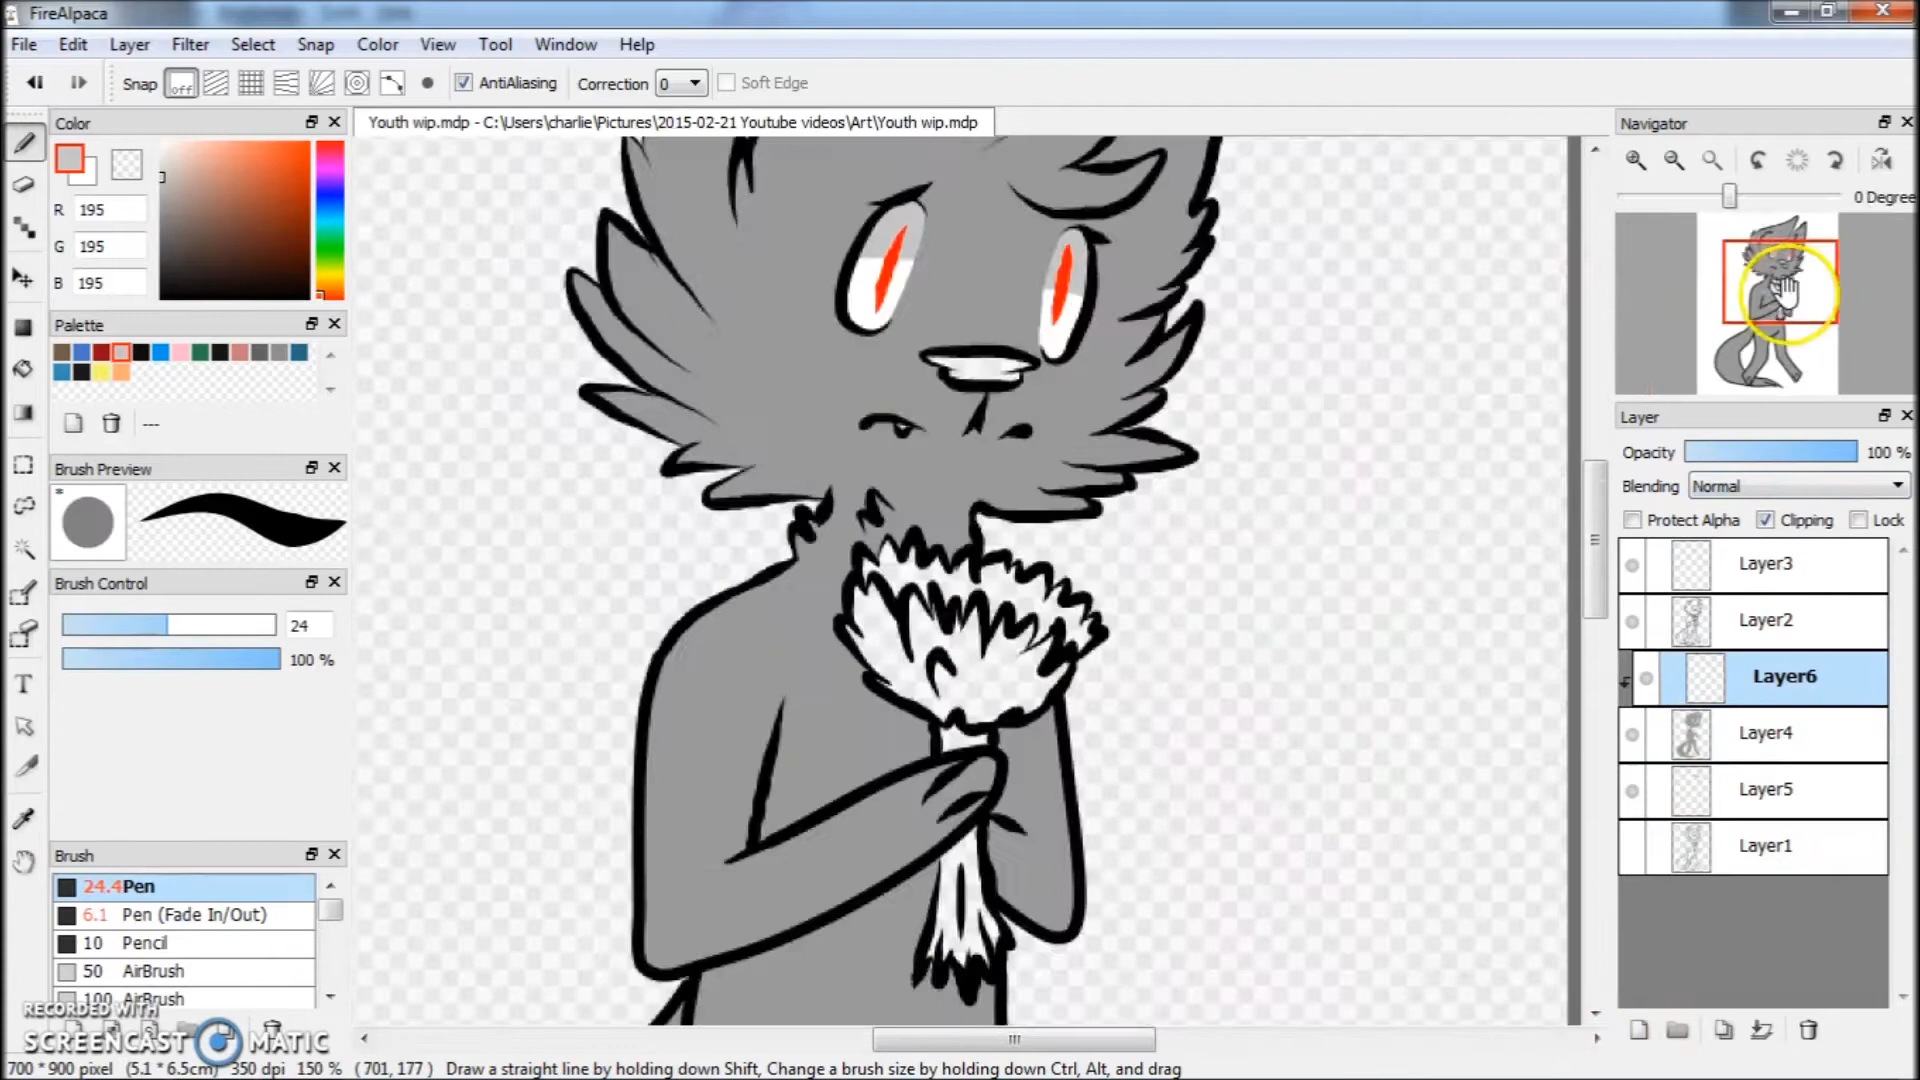 FireAlpaca
File Edit Layer Filter Select Snap Color View Tool Window Help
Snap off AntiAliasing Correction 0 Soft Edge
Color
Youth wip.mdp - C:\Users\charlie\Pictures\2015-02-21 Youtube videos\Art\Youth wip.mdp
Navigator
R 195
G 195
B 195
0 Degree
Palette
---
Layer
Opacity 100 %
Blending Normal
Protect Alpha Clipping Lock
Brush Preview
*
Brush Control
24
100 %
Layer3
Layer2
Layer6
Layer4
Layer5
Layer1
Brush
24.4 Pen
6.1 Pen (Fade In/Out)
10 Pencil
50 AirBrush
100 AirBrush
RECORDED WITH
SCREENCAST MATIC
700 * 900 pixel (5.1 * 6.5cm) 350 dpi 150 % (701, 177 ) Draw a straight line by holding down Shift, Change a brush size by holding down Ctrl, Alt, and drag